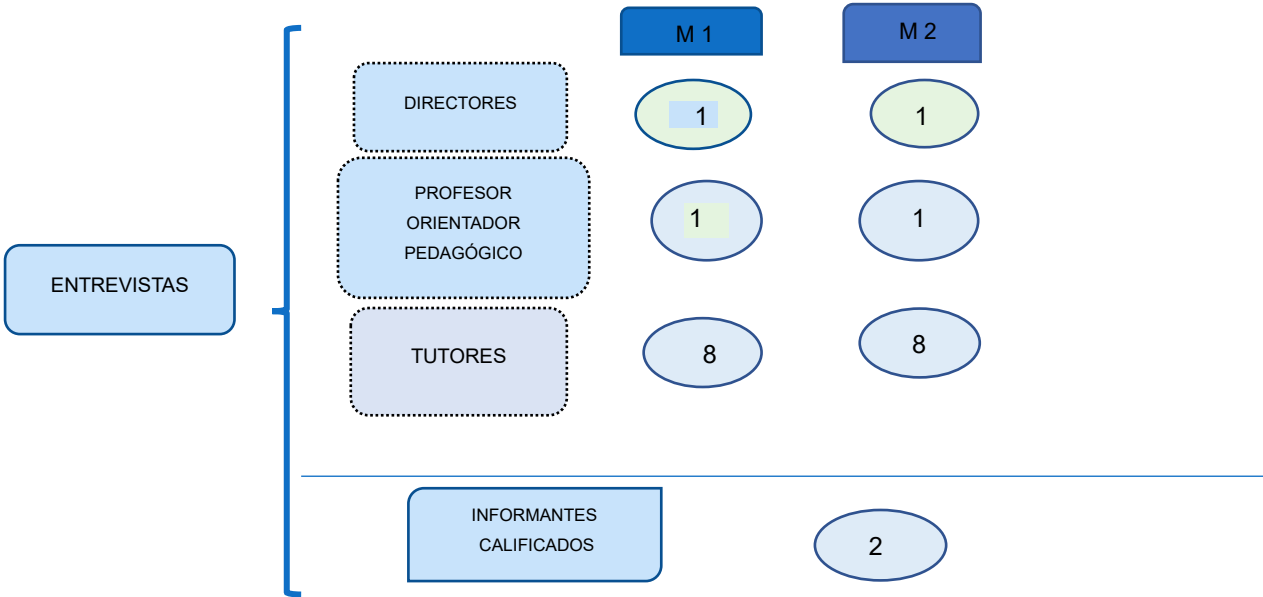 M 1
M 2
DIRECTORES
1
1
PROFESOR
ORIENTADOR
PEDAGÓGICO
1
1
ENTREVISTAS
TUTORES
8
8
INFORMANTES
CALIFICADOS
2